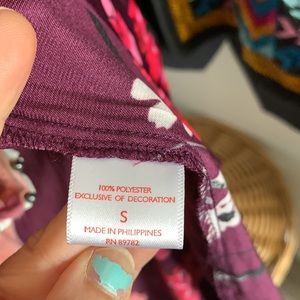 100% POLYESTER
EXCLUSIVE OF DECORATION
S
MADE IN PHILIPPINES
RN 89782